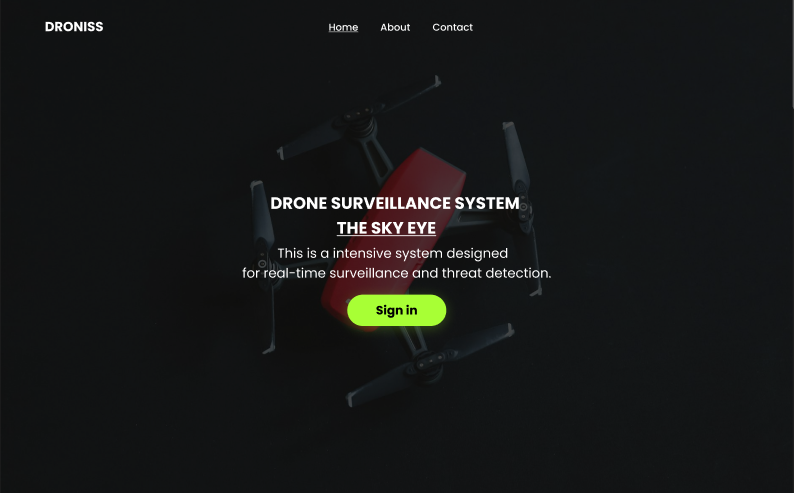 DRONISS
Home About Contact
DRONE SURVEILLANCE SYSTEM
THE SKY EYE
This is a intensive system designed
for real-time surveillance and threat detection.
Sign in